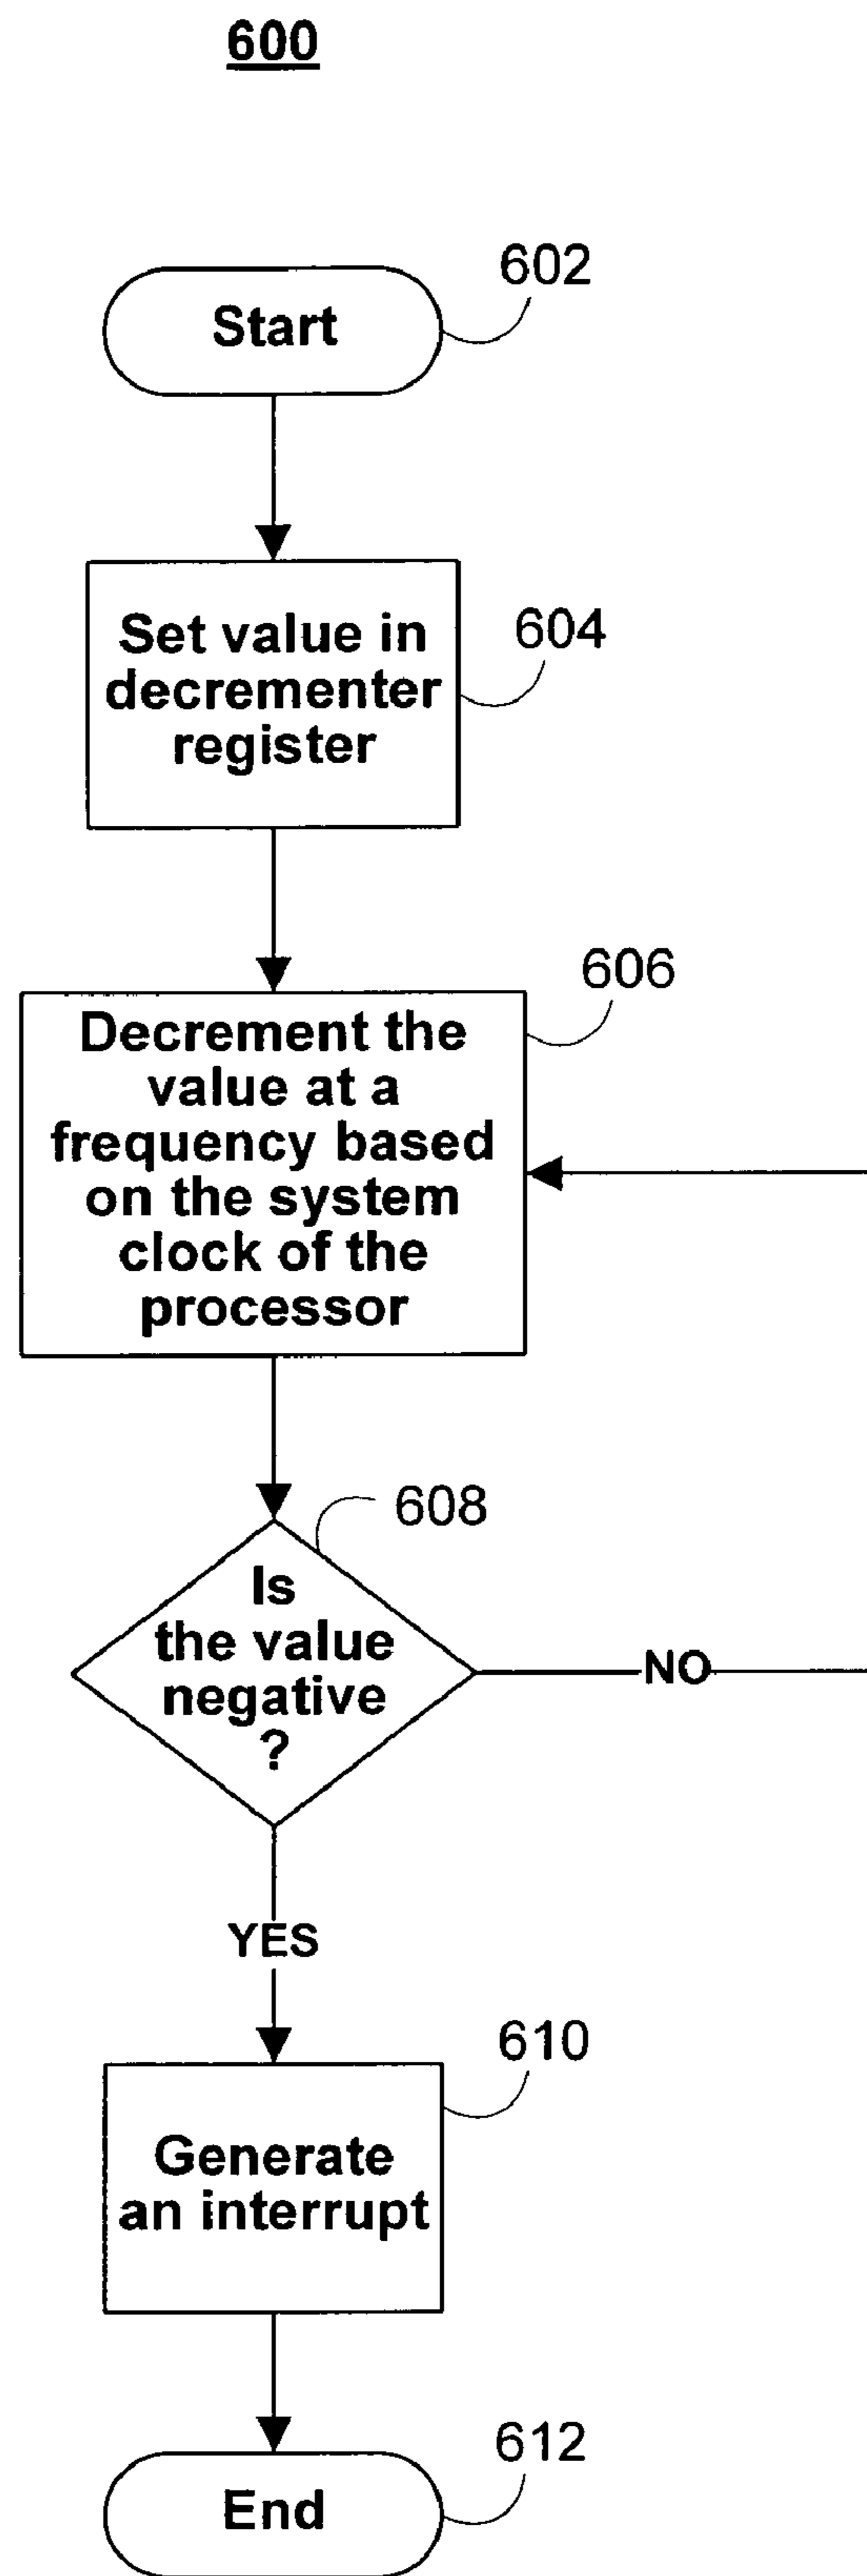 600
602
Start
604
Set value in
decrementer
register
606
Decrement the
value at a
frequency based
on the system
clock of the
processor
608
Is
the value
negative
?
NO
YES
610
Generate
an interrupt
612
End